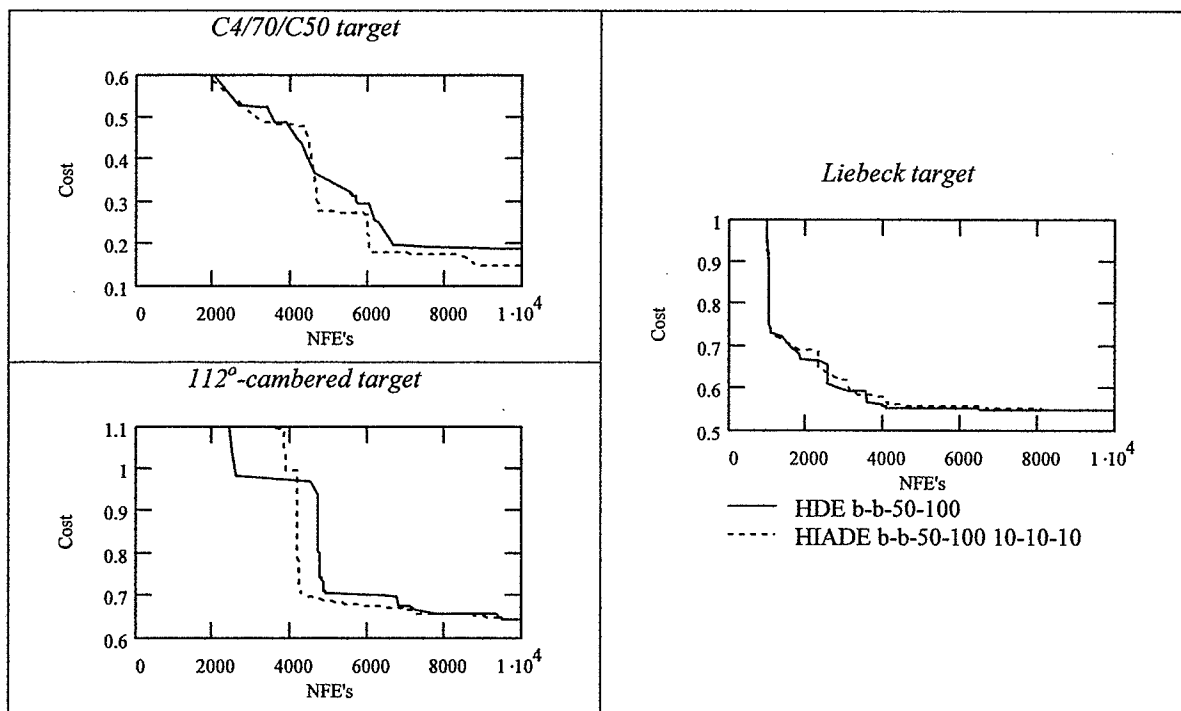 C4/70/C50 target
0.6
0.5
0.4
0.3
0.2
0.1
Cost
0 2000 4000 6000 8000 1·10^4
NFE's
112°-cambered target
1.1
1
0.9
0.8
0.7
0.6
Cost
0 2000 4000 6000 8000 1·10^4
NFE's
Liebeck target
1
0.9
0.8
0.7
0.6
0.5
Cost
0 2000 4000 6000 8000 1·10^4
NFE's
HDE b-b-50-100
HIADE b-b-50-100 10-10-10